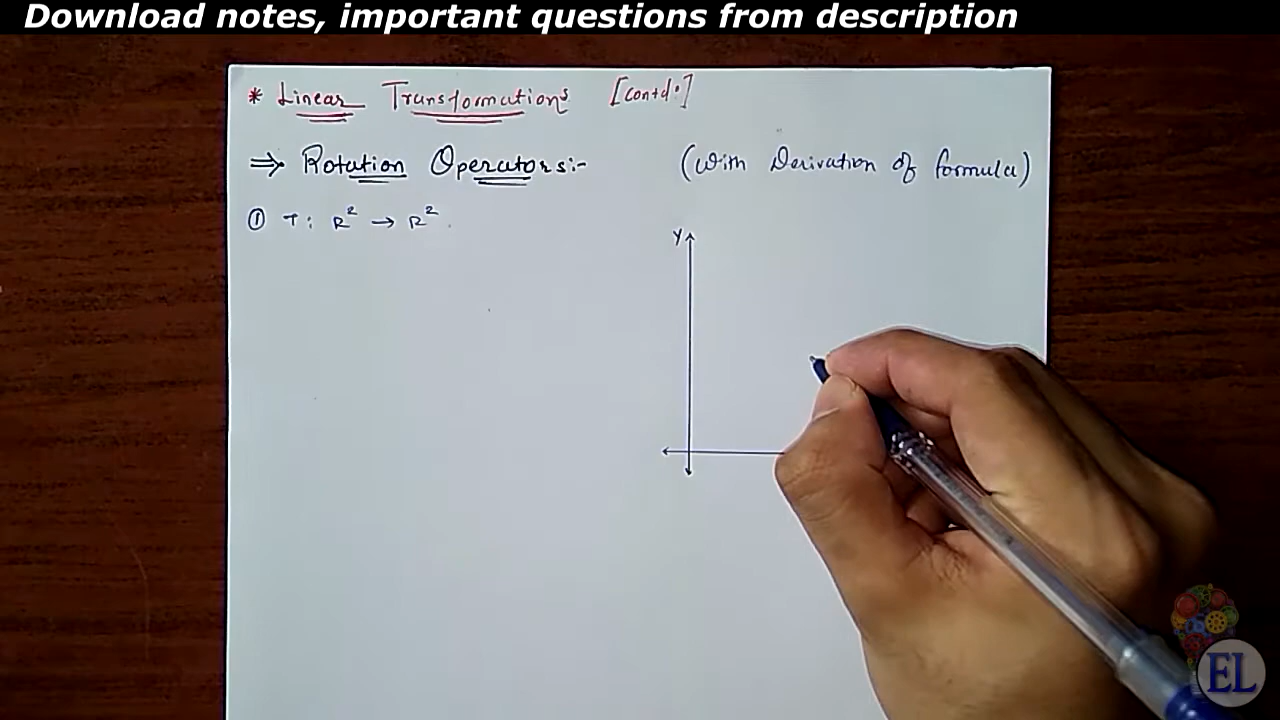 Download notes, important questions from description
* Linear Transformations [contd.]
⇒ Rotation Operators:- (With Derivation of formula)
① T: R² → R².
Y
EL